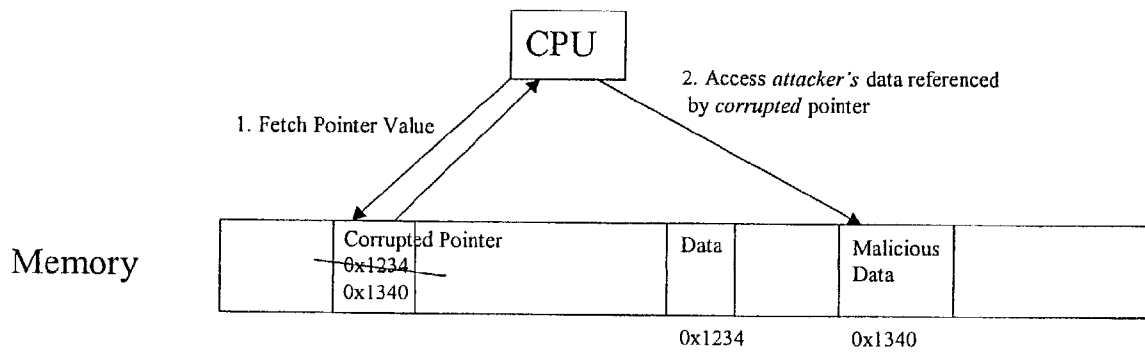 CPU
2. Access attacker's data referenced
by corrupted pointer
1. Fetch Pointer Value
Memory
Corrupted Pointer
0x1234
0x1340
Data
Malicious
Data
0x1234
0x1340